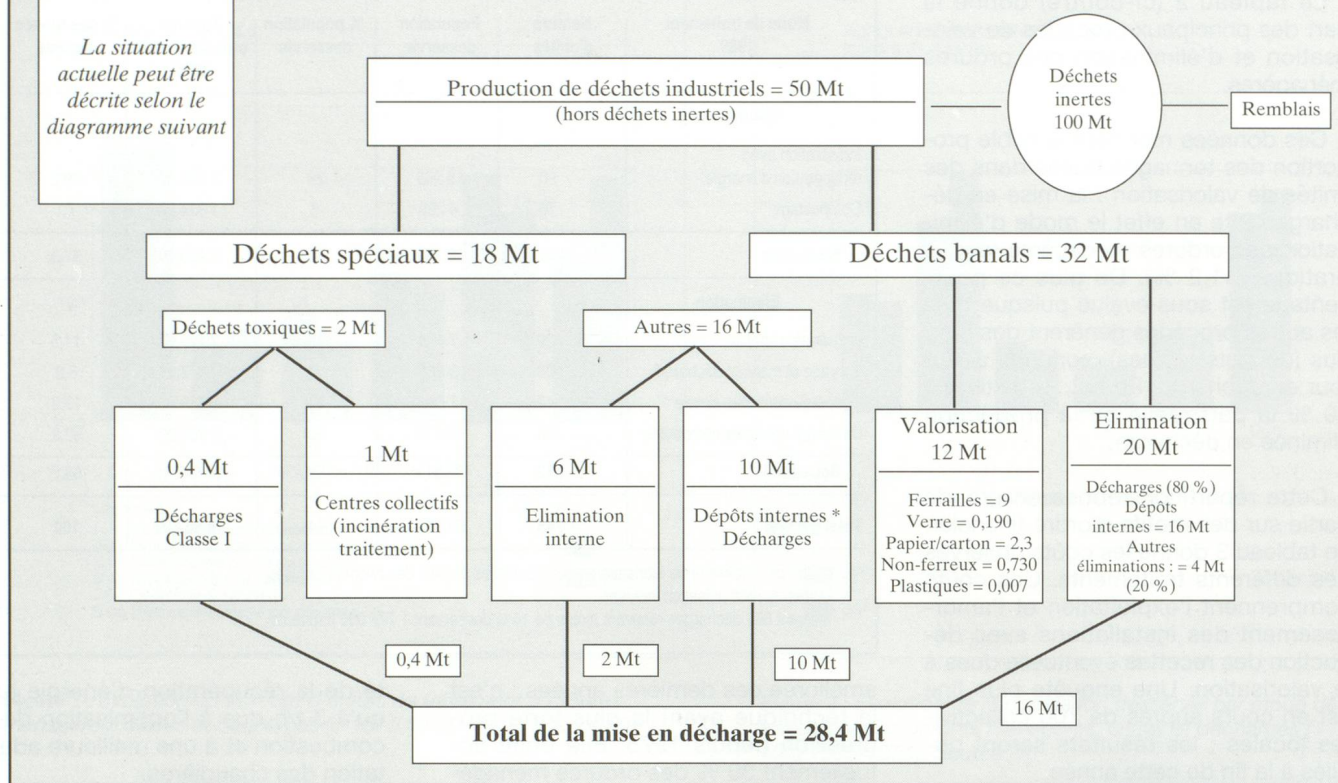 La situation
actuelle peut être
décrite selon le
diagramme suivant
Production de déchets industriels = 50 Mt
(hors déchets inertes)
Déchets
inertes
100 Mt
Remblais
Déchets spéciaux = 18 Mt
Déchets banals = 32 Mt
Déchets toxiques = 2 Mt
Autres = 16 Mt
0,4 Mt
Décharges
Classe I
1 Mt
Centres collectifs
(incinération
traitement)
6 Mt
Elimination
interne
10 Mt
Dépôts internes *
Décharges
Valorisation
12 Mt
Ferrailles = 9
Verre = 0,190
Papier/carton = 2,3
Non-ferreux = 0,730
Plastiques = 0,007
Elimination
20 Mt
Décharges (80 %)
Dépôts
internes = 16 Mt
Autres
éliminations : = 4 Mt
(20 %)
0,4 Mt
2 Mt
10 Mt
16 Mt
Total de la mise en décharge = 28,4 Mt